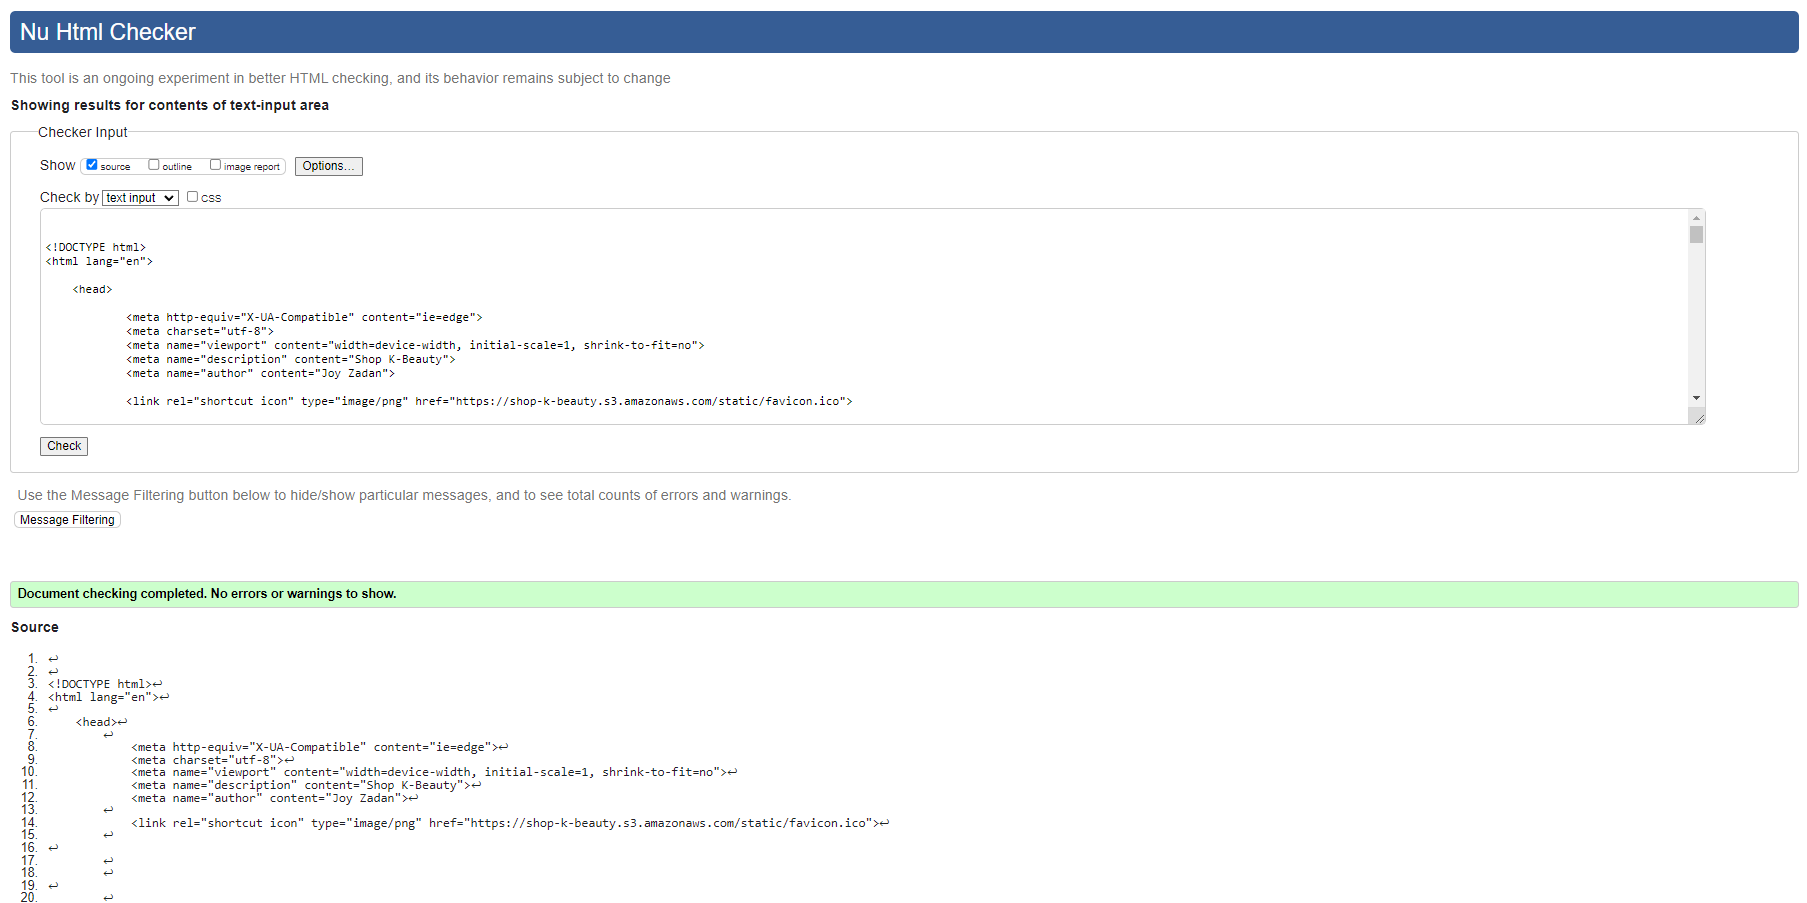 Nu Html Checker
This tool is an ongoing experiment in better HTML checking, and its behavior remains subject to change
Showing results for contents of text-input area
Checker Input
Show source outline image report Options...
Check by text input css
<!DOCTYPE html>
<html lang="en">
<head>
<meta http-equiv="X-UA-Compatible" content="ie=edge">
<meta charset="utf-8">
<meta name="viewport" content="width=device-width, initial-scale=1, shrink-to-fit=no">
<meta name="description" content="Shop K-Beauty">
<meta name="author" content="Joy Zadan">
<link rel="shortcut icon" type="image/png" href="https://shop-k-beauty.s3.amazonaws.com/static/favicon.ico">
Check
Use the Message Filtering button below to hide/show particular messages, and to see total counts of errors and warnings.
Message Filtering
Document checking completed. No errors or warnings to show.
Source
1. ↩
2. ↩
3. <!DOCTYPE html>↩
4. <html lang="en">↩
5. ↩
6. <head>↩
7. ↩
8. <meta http-equiv="X-UA-Compatible" content="ie=edge">↩
9. <meta charset="utf-8">↩
10. <meta name="viewport" content="width=device-width, initial-scale=1, shrink-to-fit=no">↩
11. <meta name="description" content="Shop K-Beauty">↩
12. <meta name="author" content="Joy Zadan">↩
13. ↩
14. <link rel="shortcut icon" type="image/png" href="https://shop-k-beauty.s3.amazonaws.com/static/favicon.ico">↩
15. ↩
16. ↩
17. ↩
18. ↩
19. ↩
20. ↩